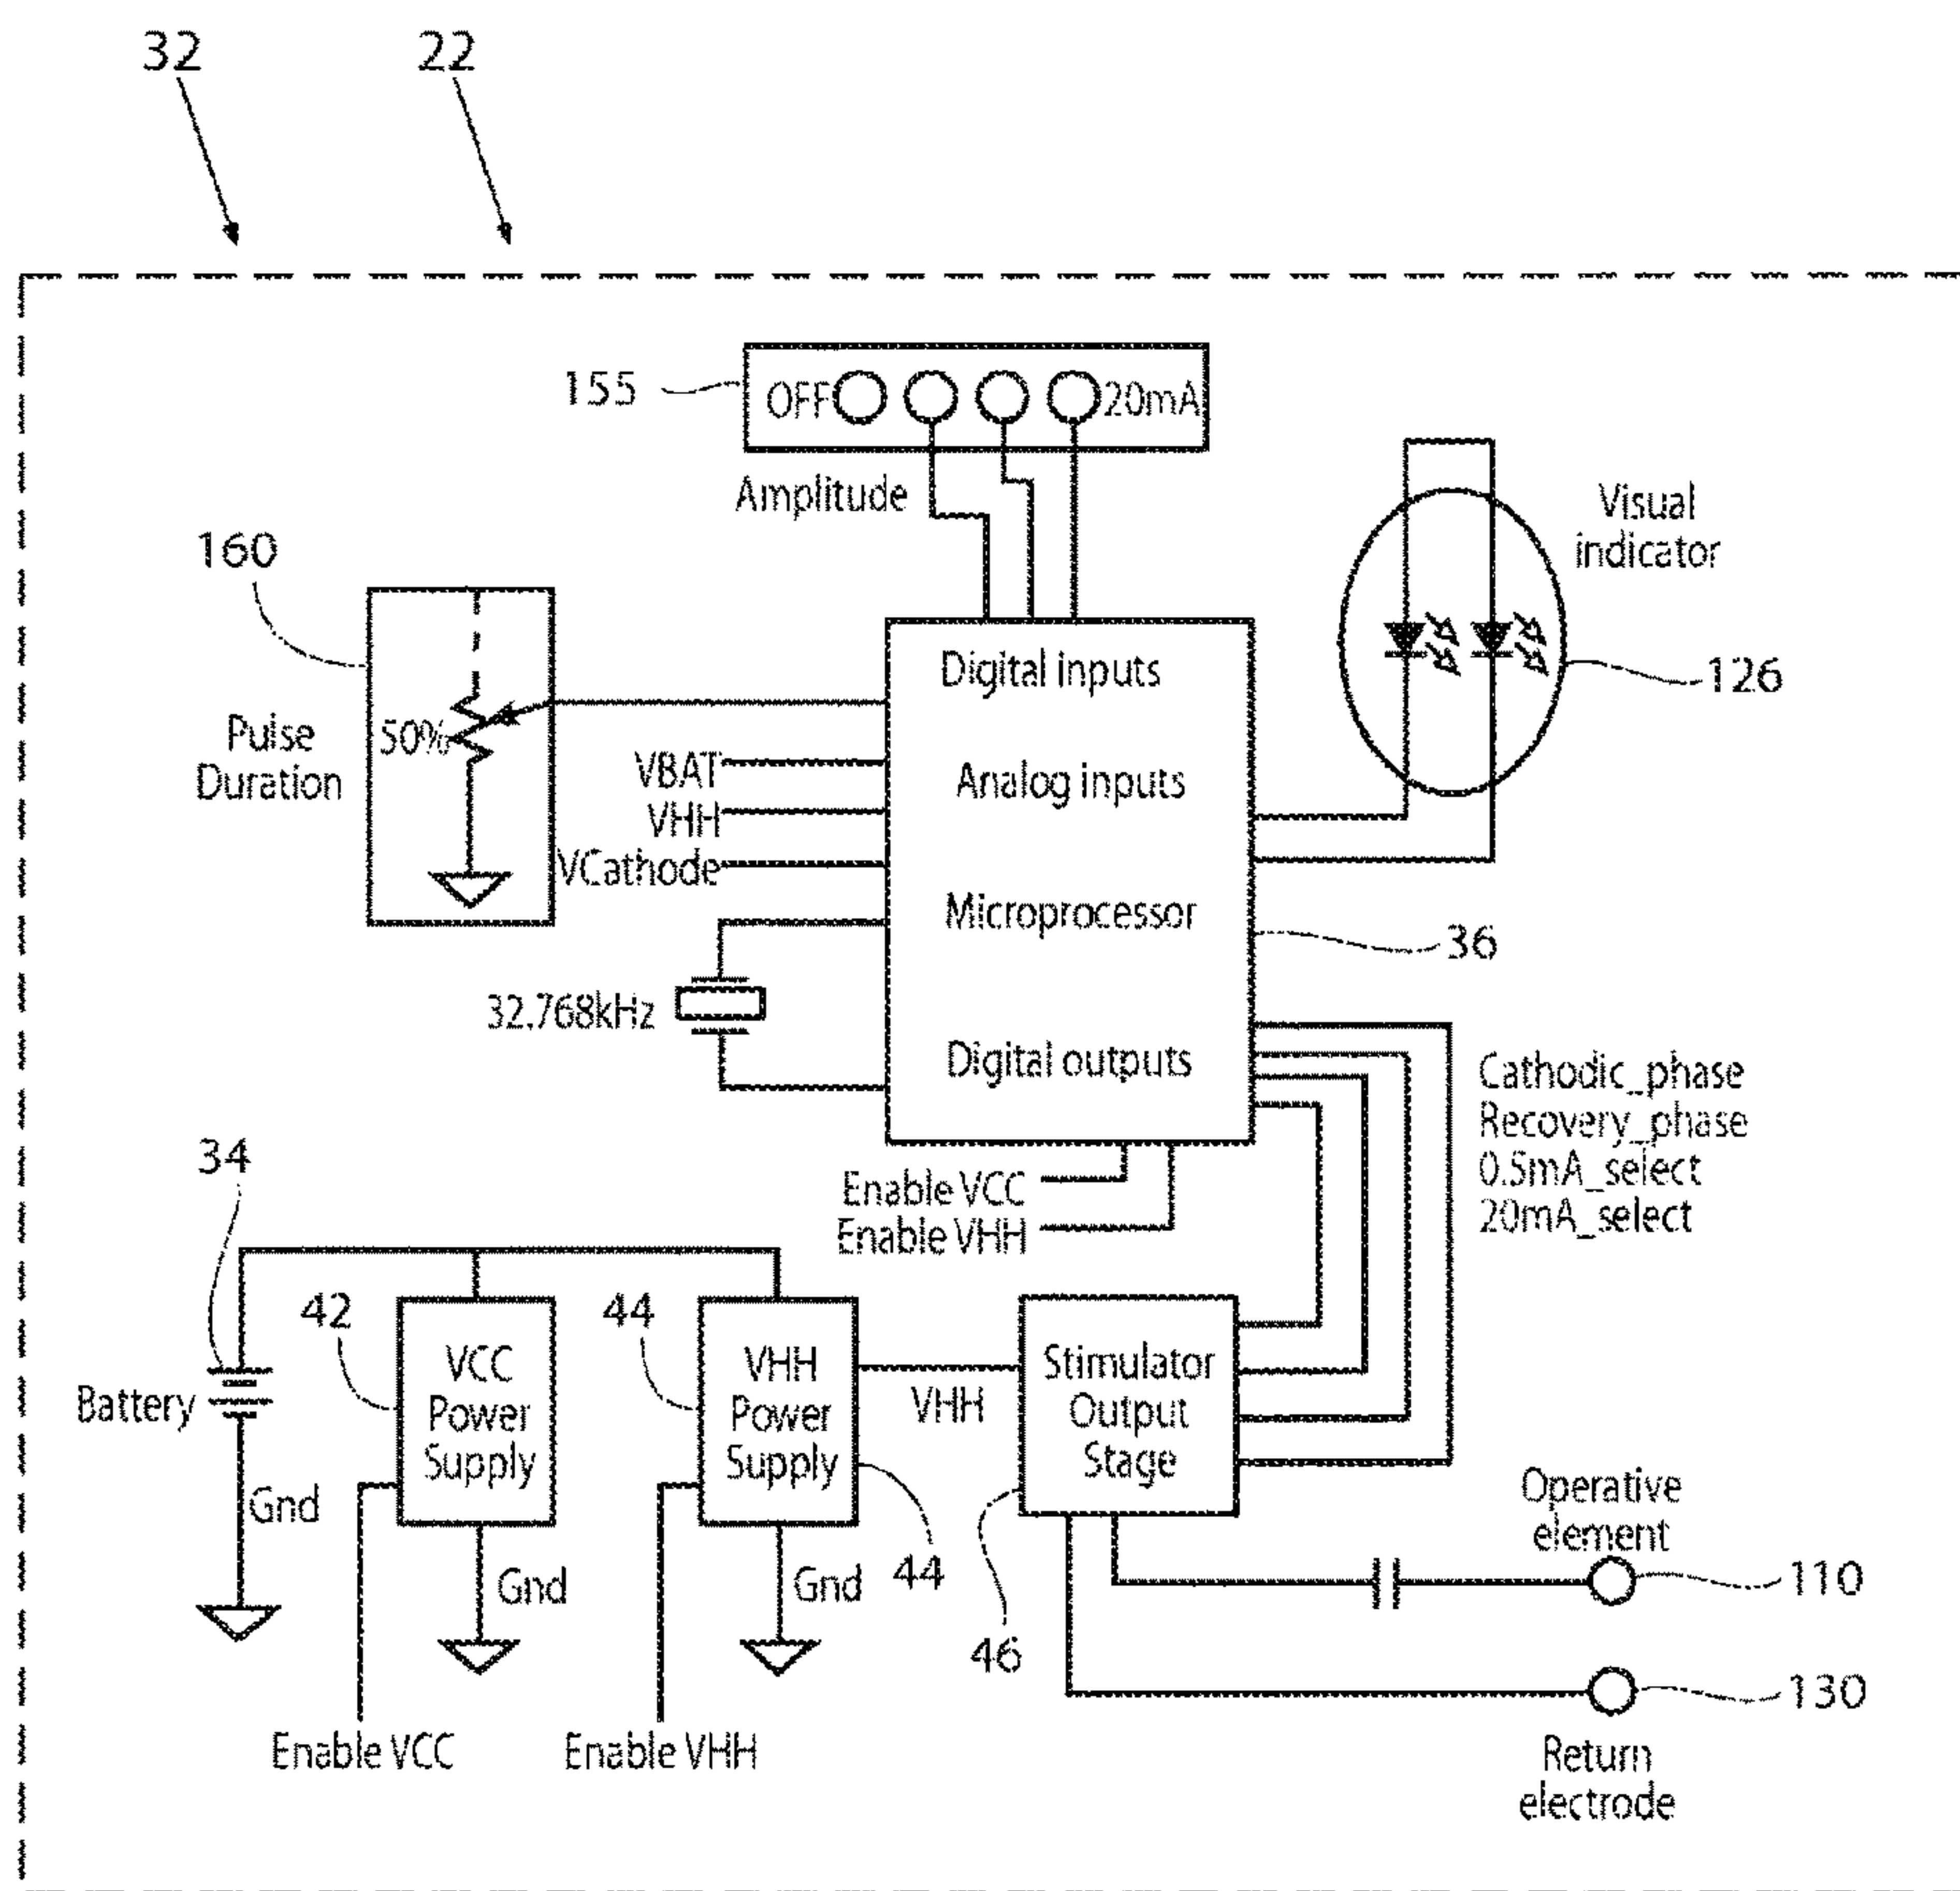 32
22
155
OFF
20mA
Amplitude
Visual
indicator
160
126
Digital inputs
Pulse
Duration
50%
VBAT
VHH
VCathode
Analog inputs
Microprocessor
36
32.768kHz
Digital outputs
Cathodic_phase
Recovery_phase
0.5mA_select
20mA_select
Enable VCC
Enable VHH
34
Battery
Gnd
42
VCC
Power
Supply
Gnd
44
VHH
Power
Supply
Gnd
44
VHH
Stimulator
Output
Stage
46
Operative
element
110
130
Return
electrode
Enable VCC
Enable VHH